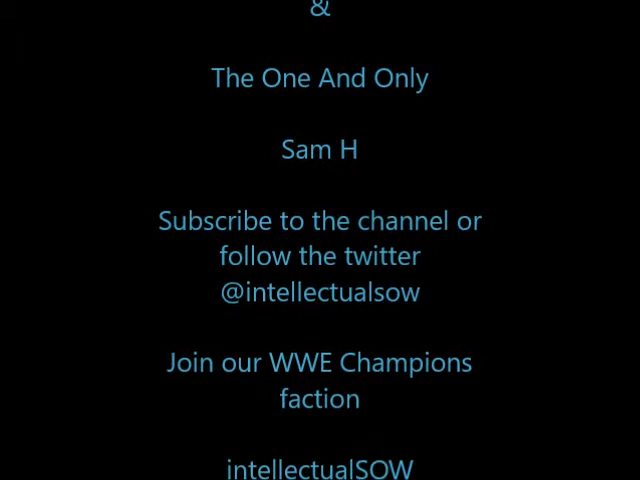 &
The One And Only
Sam H
Subscribe to the channel or
follow the twitter
@intellectualsow
Join our WWE Champions
faction
intellectualSOW